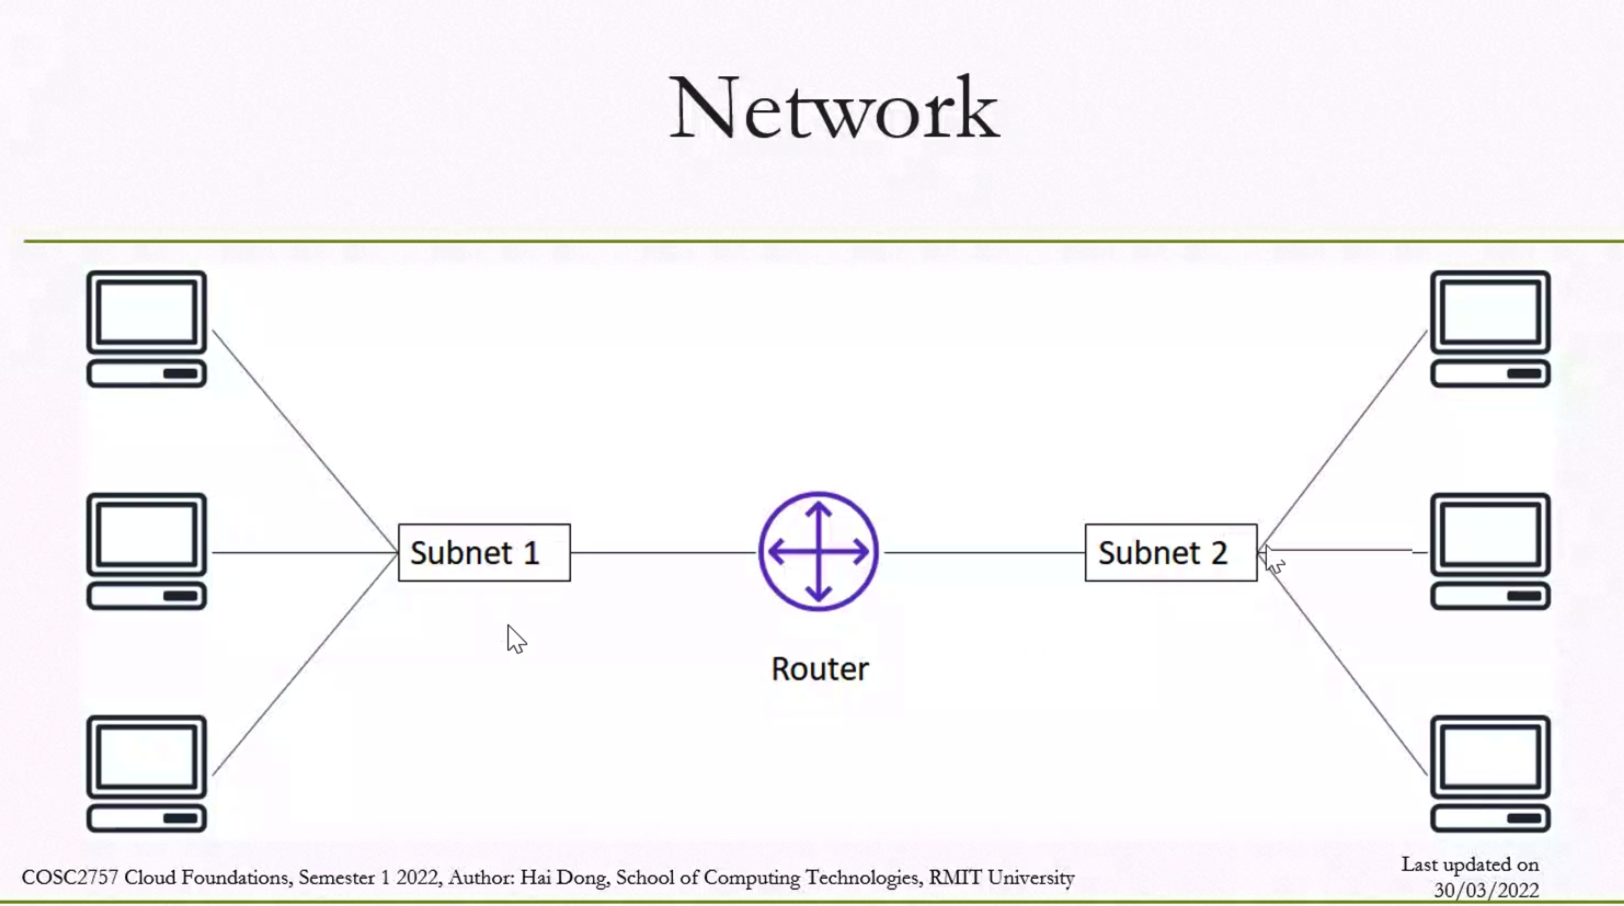 Network
Subnet 1
Subnet 2
Router
COSC2757 Cloud Foundations, Semester 1 2022, Author: Hai Dong, School of Computing Technologies, RMIT University
Last updated on
30/03/2022